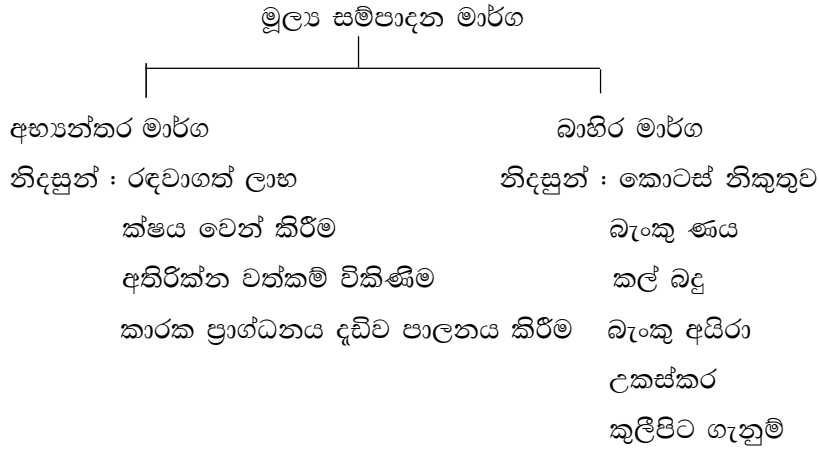 මූල්‍ය සම්පාදන මාර්ග
අභ්‍යන්තර මාර්ග බාහිර මාර්ග
නිදසුන් : රඳවාගත් ලාභ නිදසුන් : කොටස් නිකුතුව
ක්ෂය වෙන් කිරීම බැංකු ණය
අතිරික්න වත්කම් විකිණීම කල් බදු
කාරක ප්‍රාග්ධනය දැඩිව පාලනය කිරීම බැංකු අයිරා
උකස්කර
කුලීපිට ගැනුම්